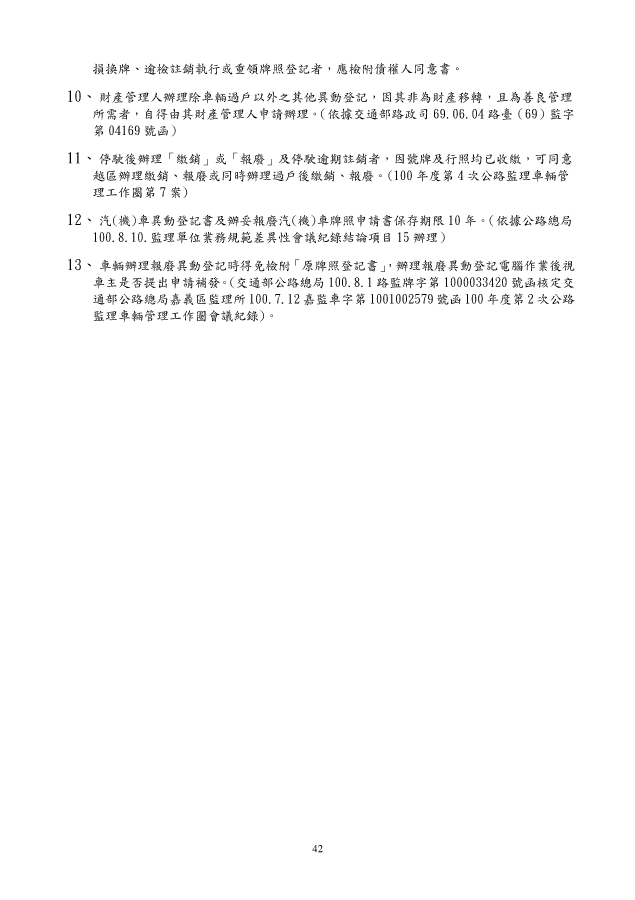 損換牌、逾檢註銷執行或重領牌照登記者，應檢附債權人同意書。
10、 財產管理人辦理除車輛過戶以外之其他異動登記，因其非為財產移轉，且為善良管理
所需者，自得由其財產管理人申請辦理。(依據交通部路政司 69.06.04 路臺（69）監字
第 04169 號函)
11、 停駛後辦理「繳銷」或「報廢」及停駛逾期註銷者，因號牌及行照均已收繳，可同意
越區辦理繳銷、報廢或同時辦理過戶後繳銷、報廢。(100 年度第 4 次公路監理車輛管
理工作圈第 7 案)
12、 汽(機)車異動登記書及辦妥報廢汽(機)車牌照申請書保存期限 10 年。(依據公路總局
100.8.10.監理單位業務規範差異性會議紀錄結論項目 15 辦理)
13、 車輛辦理報廢異動登記時得免檢附「原牌照登記書」，辦理報廢異動登記電腦作業後視
車主是否提出申請補發。(交通部公路總局 100.8.1 路監牌字第 1000033420 號函核定交
通部公路總局嘉義區監理所 100.7.12 嘉監車字第 1001002579 號函 100 年度第 2 次公路
監理車輛管理工作圈會議紀錄)。
42